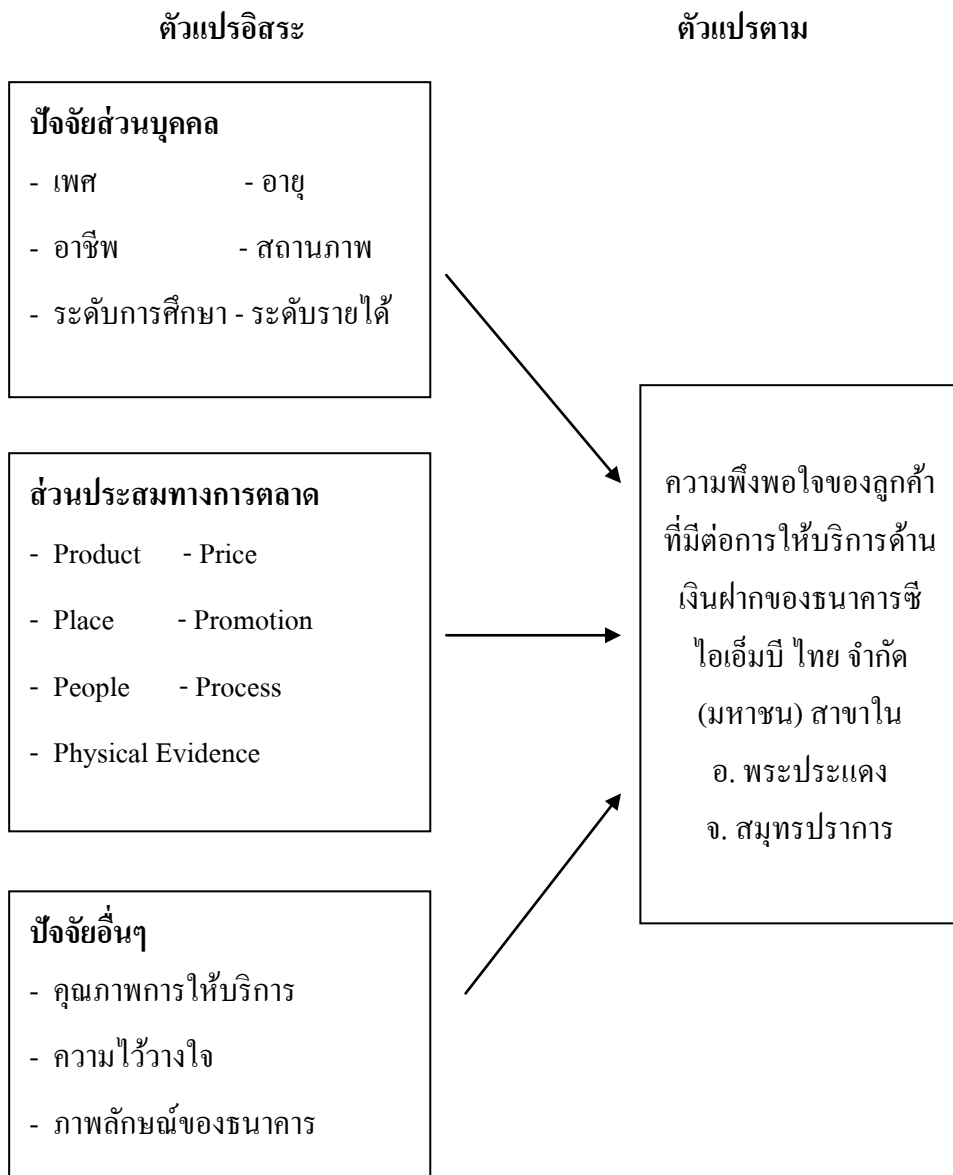 ตัวแปรอิสระ ตัวแปรตาม
ปัจจัยส่วนบุคคล
- เพศ - อายุ
- อาชีพ - สถานภาพ
- ระดับการศึกษา - ระดับรายได้
ส่วนประสมทางการตลาด
- Product - Price
- Place - Promotion
- People - Process
- Physical Evidence
ปัจจัยอื่นๆ
- คุณภาพการให้บริการ
- ความไว้วางใจ
- ภาพลักษณ์ของธนาคาร
ความพึงพอใจของลูกค้า
ที่มีต่อการให้บริการด้าน
เงินฝากของธนาคารซี
ไอเอ็มบี ไทย จำกัด
(มหาชน) สาขาใน
อ. พระประแดง
จ. สมุทรปราการ